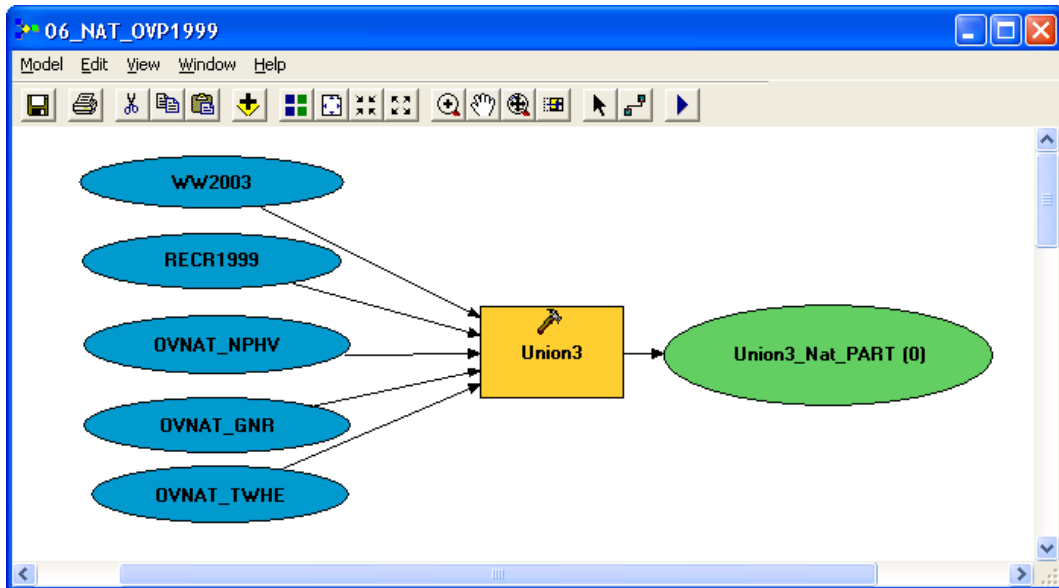 06_NAT_OVP1999
Model Edit View Window Help
WW2003
RECR1999
OVNAT_NPHV
OVNAT_GNR
OVNAT_TWHE
Union3
Union3_Nat_PART (0)